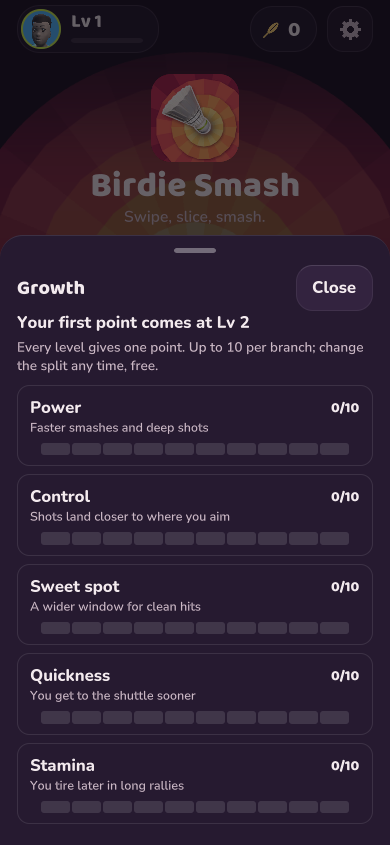 Lv 1
0
Birdie Smash
Swipe, slice, smash.
Growth
Close
Your first point comes at Lv 2
Every level gives one point. Up to 10 per branch; change
the split any time, free.
Power
0/10
Faster smashes and deep shots
Control
0/10
Shots land closer to where you aim
Sweet spot
0/10
A wider window for clean hits
Quickness
0/10
You get to the shuttle sooner
Stamina
0/10
You tire later in long rallies